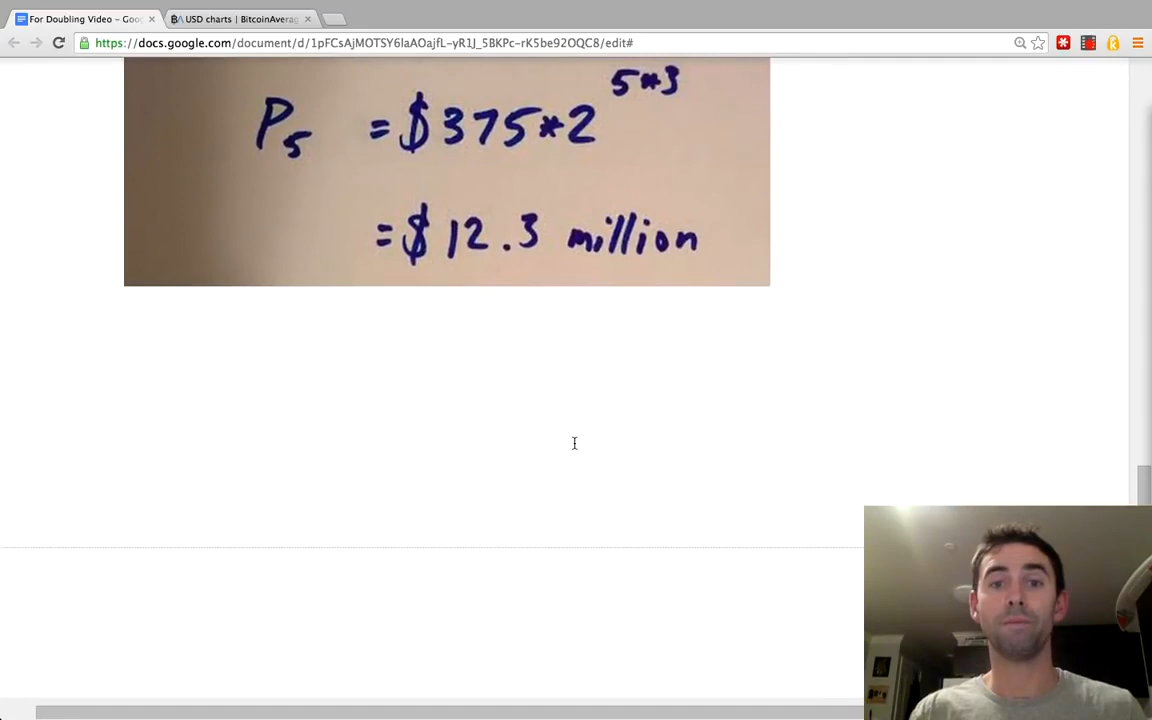 For Doubling Video – Goo
USD charts | BitcoinAverag
https://docs.google.com/document/d/1pFCsAjMOTSY6laAOajfL-yR1J_5BKPc-rK5be92OQC8/edit#
P5 = $375*2^5*3
= $12.3 million